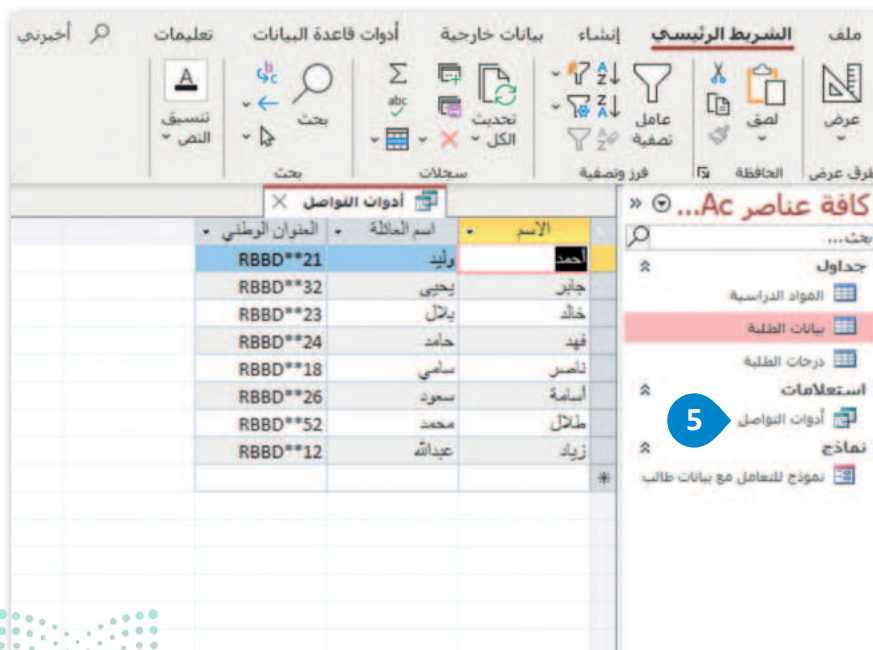 ملف الشريط الرئيسي إنشاء بيانات خارجية أدوات قاعدة البيانات تعليمات أخبرني
عرض
لصق
عامل تصفية
تحديث الكل
بحث
تنسيق النص
طرق عرض الحافظة فرز وتصفية سجلات بحث
كافة عناصر Ac...
بحث...
جداول
المواد الدراسية
بيانات الطلبة
درجات الطلبة
استعلامات
أدوات التواصل
5
نماذج
نموذج للتعامل مع بيانات طالب
أدوات التواصل
الاسم اسم العائلة العنوان الوطني
أحمد وليد RBBD**21
جابر يحيى RBBD**32
خالد بلال RBBD**23
فهد حامد RBBD**24
ناصر سامي RBBD**18
أسامة سعود RBBD**26
طلال محمد RBBD**52
زياد عبدالله RBBD**12